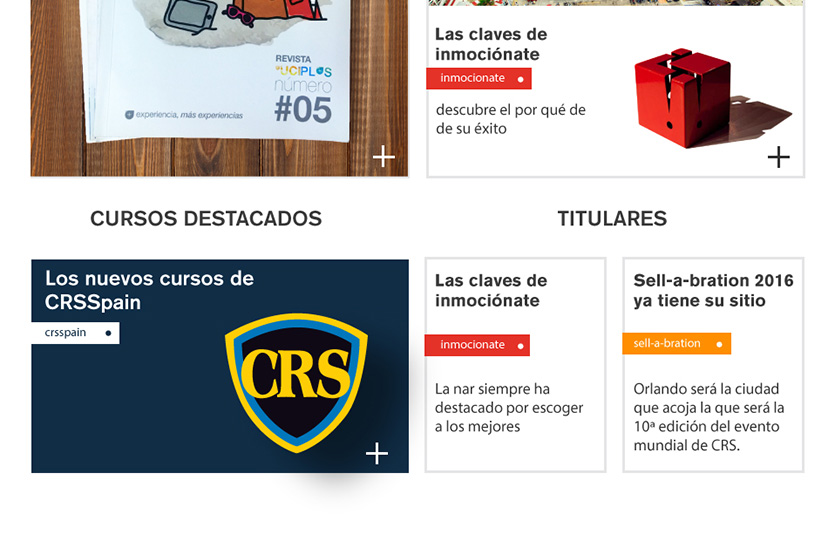 REVISTA
UCIPLUS
número
#05
experiencia, más experiencias
Las claves de
inmociónate
inmocionate
descubre el por qué de
de su éxito
CURSOS DESTACADOS
TITULARES
Los nuevos cursos de
CRSSpain
crsspain
CRS
Las claves de
inmociónate
inmocionate
La nar siempre ha
destacado por escoger
a los mejores
Sell-a-bration 2016
ya tiene su sitio
sell-a-bration
Orlando será la ciudad
que acoja la que será la
10ª edición del evento
mundial de CRS.